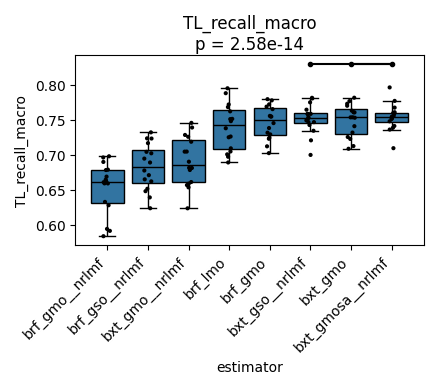 TL_recall_macro
p = 2.58e-14
TL_recall_macro
0.80
0.75
0.70
0.65
0.60
brf_gmo__nrlmf
brf_gso__nrlmf
bxt_gmo__nrlmf
brf_lmo
brf_gmo
bxt_gso__nrlmf
bxt_gmo
bxt_gmosa__nrlmf
estimator